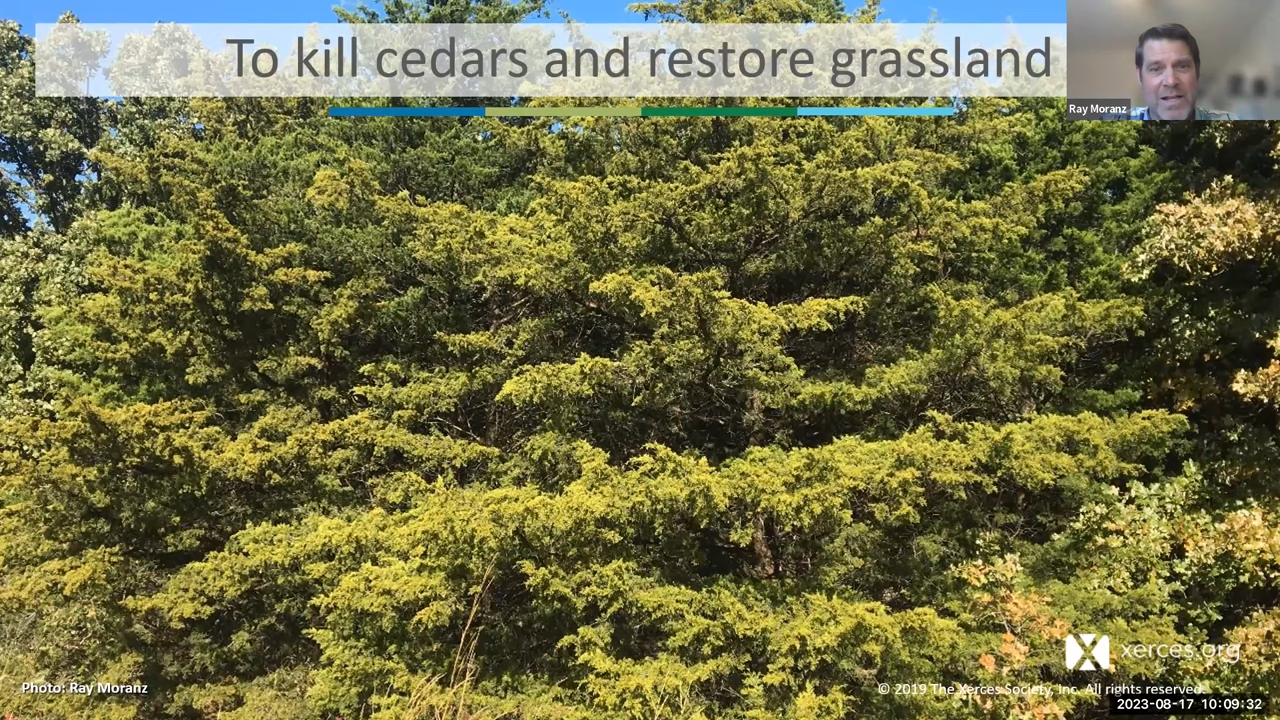 To kill cedars and restore grassland
Ray Moranz
xerces.org
Photo: Ray Moranz
© 2019 The Xerces Society, Inc. All rights reserved.
2023-08-17 10:09:32